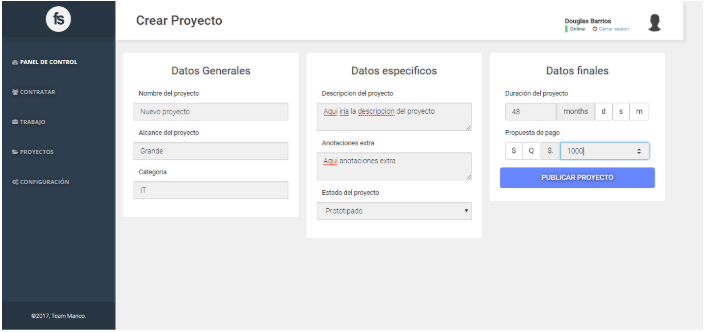 fs
Crear Proyecto
Douglas Barrios
Online Cerrar sesion
PANEL DE CONTROL
CONTRATAR
TRABAJO
PROYECTOS
CONFIGURACIÓN
©2017, Team Manco.
Datos Generales
Nombre del proyecto
Nuevo proyecto
Alcance del proyecto
Grande
Categoria
IT
Datos especificos
Descripcion del proyecto
Aqui iria la descripcion del proyecto
Anotaciones extra
Aqui anotaciones extra
Estado del proyecto
Prototipado
Datos finales
Duración del proyecto
48 months d s m
Propuesta de pago
$ Q $. 1000
PUBLICAR PROYECTO